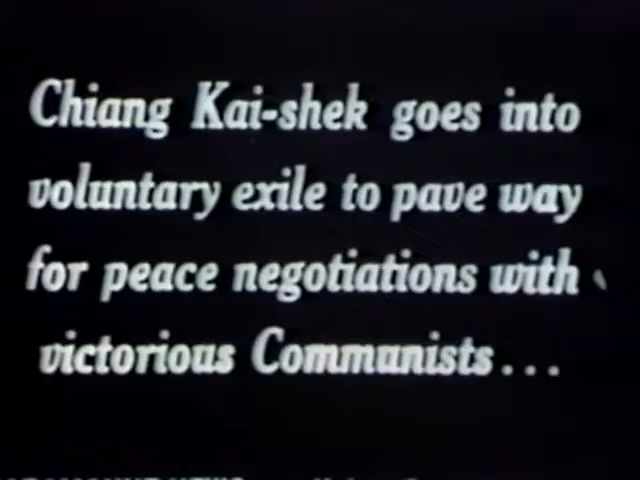 Chiang Kai-shek goes into
voluntary exile to pave way
for peace negotiations with
victorious Communists...